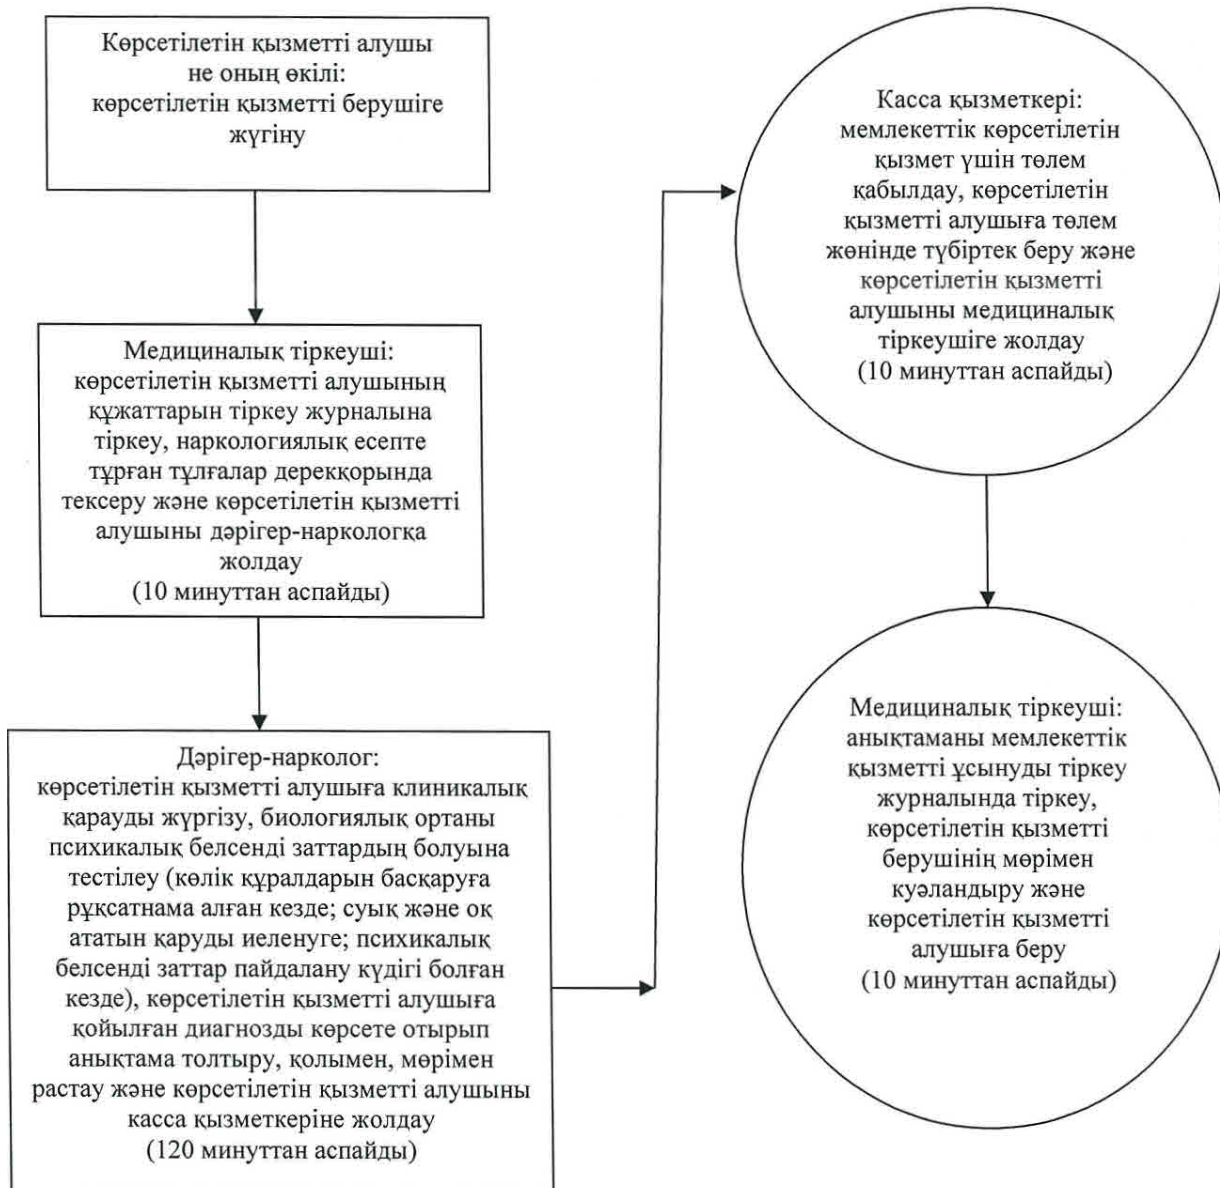 Көрсетілетін қызметті алушы
не оның өкілі:
көрсетілетін қызметті берушіге
жүгіну
Медициналық тіркеуші:
көрсетілетін қызметті алушының
құжаттарын тіркеу журналына
тіркеу, наркологиялық есепте
тұрған тұлғалар дерекқорында
тексеру және көрсетілетін қызметті
алушыны дәрігер-наркологқа
жолдау
(10 минуттан аспайды)
Дәрігер-нарколог:
көрсетілетін қызметті алушыға клиникалық
қарауды жүргізу, биологиялық ортаны
психикалық белсенді заттардың болуына
тестілеу (көлік құралдарын басқаруға
рұқсатнама алған кезде; суық және оқ
ататын қаруды иеленуге; психикалық
белсенді заттар пайдалану күдігі болған
кезде), көрсетілетін қызметті алушыға
қойылған диагнозды көрсете отырып
анықтама толтыру, қолымен, мөрімен
растау және көрсетілетін қызметті алушыны
касса қызметкеріне жолдау
(120 минуттан аспайды)
Касса қызметкері:
мемлекеттік көрсетілетін
қызмет үшін төлем
қабылдау, көрсетілетін
қызметті алушыға төлем
жөнінде түбіртек беру және
көрсетілетін қызметті
алушыны медициналық
тіркеушіге жолдау
(10 минуттан аспайды)
Медициналық тіркеуші:
анықтаманы мемлекеттік
қызметті ұсынуды тіркеу
журналында тіркеу,
көрсетілетін қызметті
берушінің мөрімен
куәландыру және
көрсетілетін қызметті
алушыға беру
(10 минуттан аспайды)